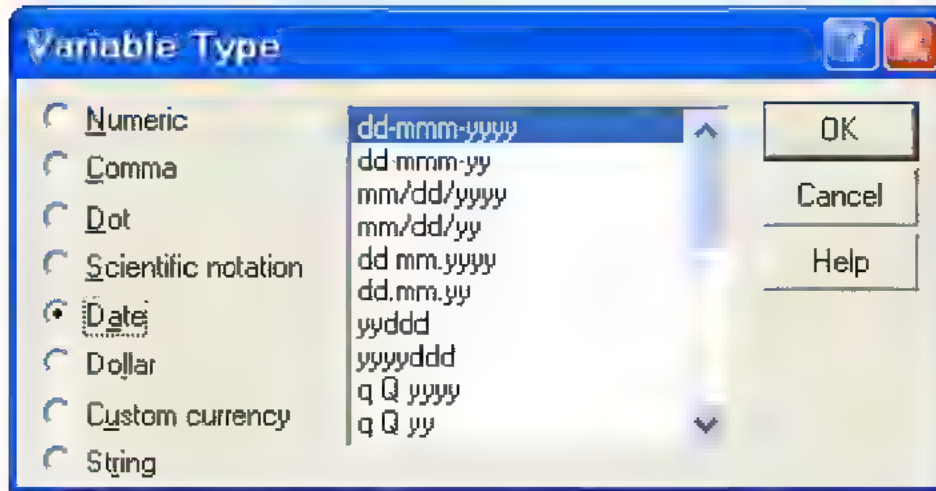 Variable Type
Numeric
Comma
Dot
Scientific notation
Date
Dollar
Custom currency
String
dd-mmm-yyyy
dd-mmm-yy
mm/dd/yyyy
mm/dd/yy
dd.mm.yyyy
dd.mm.yy
yyddd
yyyyddd
q Q yyyy
q Q yy
OK
Cancel
Help